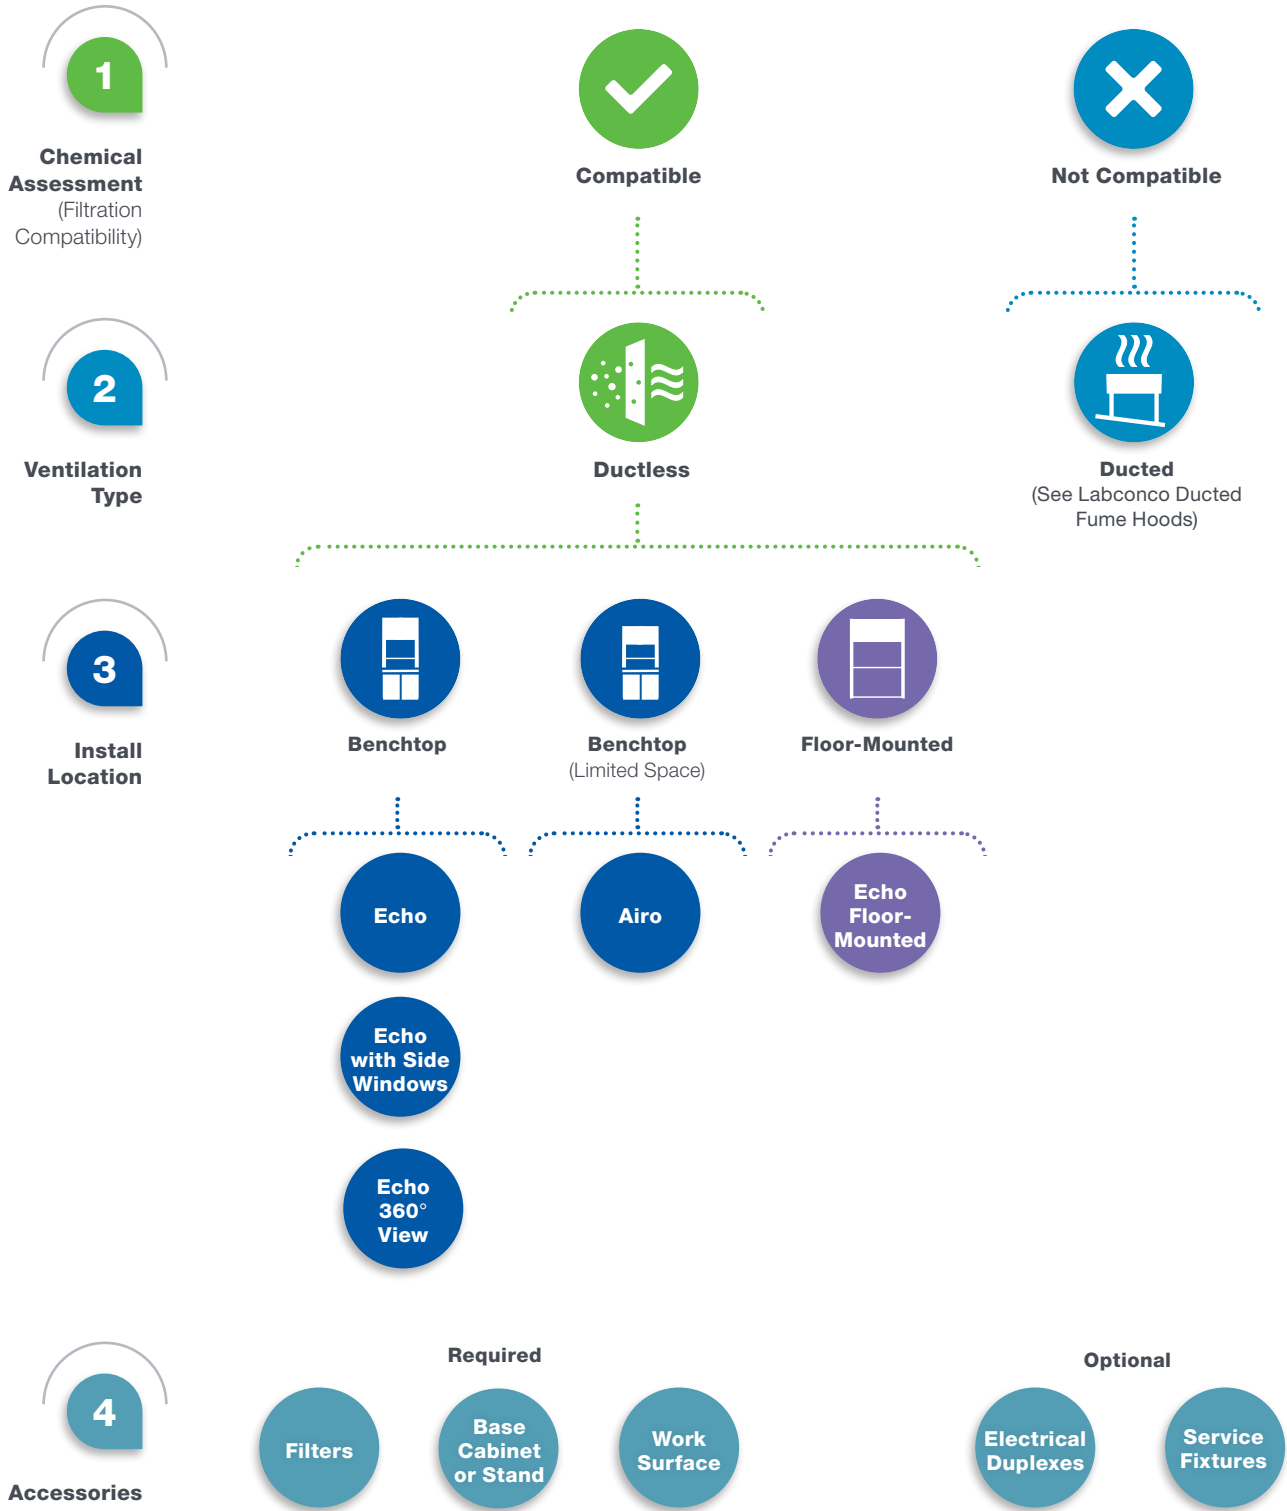 1
Chemical
Assessment
(Filtration
Compatibility)
Compatible
Not Compatible
2
Ventilation
Type
Ductless
Ducted
(See Labconco Ducted
Fume Hoods)
3
Install
Location
Benchtop
Benchtop
(Limited Space)
Floor-Mounted
Echo
Airo
Echo
Floor-
Mounted
Echo
with Side
Windows
Echo
360°
View
4
Accessories
Required
Filters
Base
Cabinet
or Stand
Work
Surface
Optional
Electrical
Duplexes
Service
Fixtures